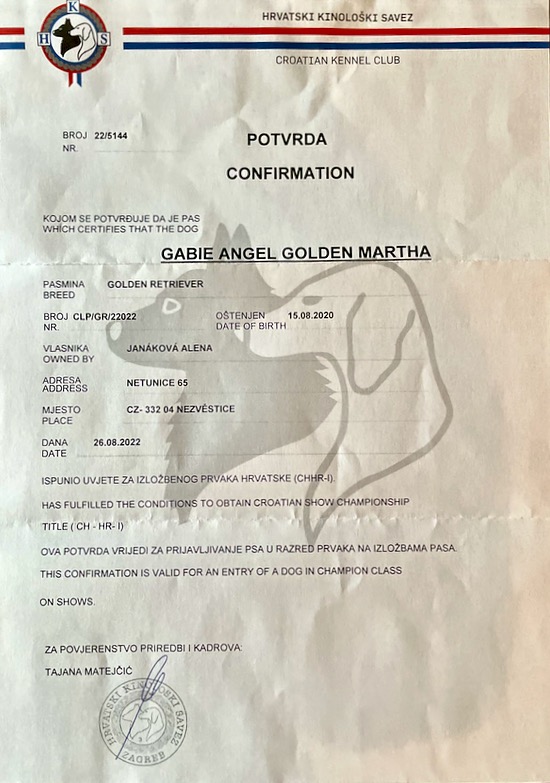 K
H S
HRVATSKI KINOLOŠKI SAVEZ
CROATIAN KENNEL CLUB
BROJ 22/5144
NR.
POTVRDA
CONFIRMATION
KOJOM SE POTVRĐUJE DA JE PAS
WHICH CERTIFIES THAT THE DOG
GABIE ANGEL GOLDEN MARTHA
PASMINA GOLDEN RETRIEVER
BREED
BROJ CLP/GR/22022 OŠTENJEN 15.08.2020
NR. DATE OF BIRTH
VLASNIKA JANÁKOVÁ ALENA
OWNED BY
ADRESA NETUNICE 65
ADDRESS
MJESTO CZ- 332 04 NEZVĚSTICE
PLACE
DANA 26.08.2022
DATE
ISPUNIO UVJETE ZA IZLOŽBENOG PRVAKA HRVATSKE (CHHR-I)
HAS FULFILLED THE CONDITIONS TO OBTAIN CROATIAN SHOW CHAMPIONSHIP
TITLE ( CH - HR- I)
OVA POTVRDA VRIJEDI ZA PRIJAVLJIVANJE PSA U RAZRED PRVAKA NA IZLOŽBAMA PASA.
THIS CONFIRMATION IS VALID FOR AN ENTRY OF A DOG IN CHAMPION CLASS
ON SHOWS.
ZA POVJERENSTVO PRIREDBI I KADROVA:
TAJANA MATEJČIĆ
HRVATSKI KINOLOŠKI SAVEZ
ZAGREB